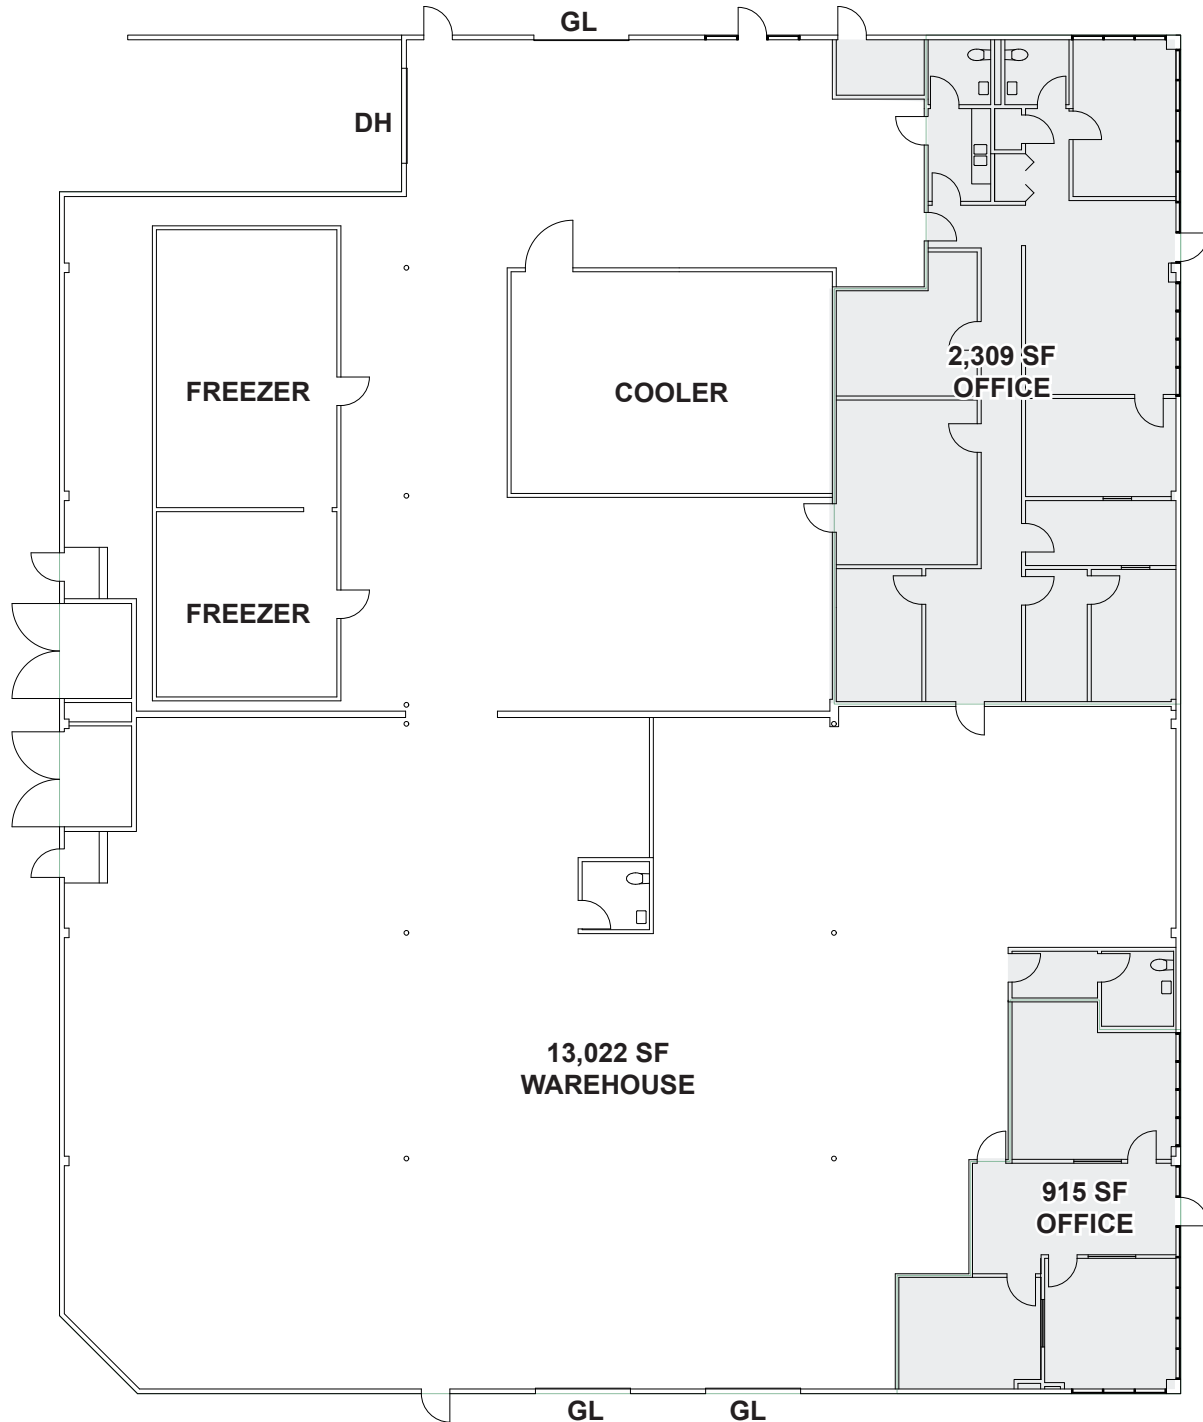 GL
DH
2,309 SF
OFFICE
FREEZER
COOLER
FREEZER
13,022 SF
WAREHOUSE
915 SF
OFFICE
GL
GL